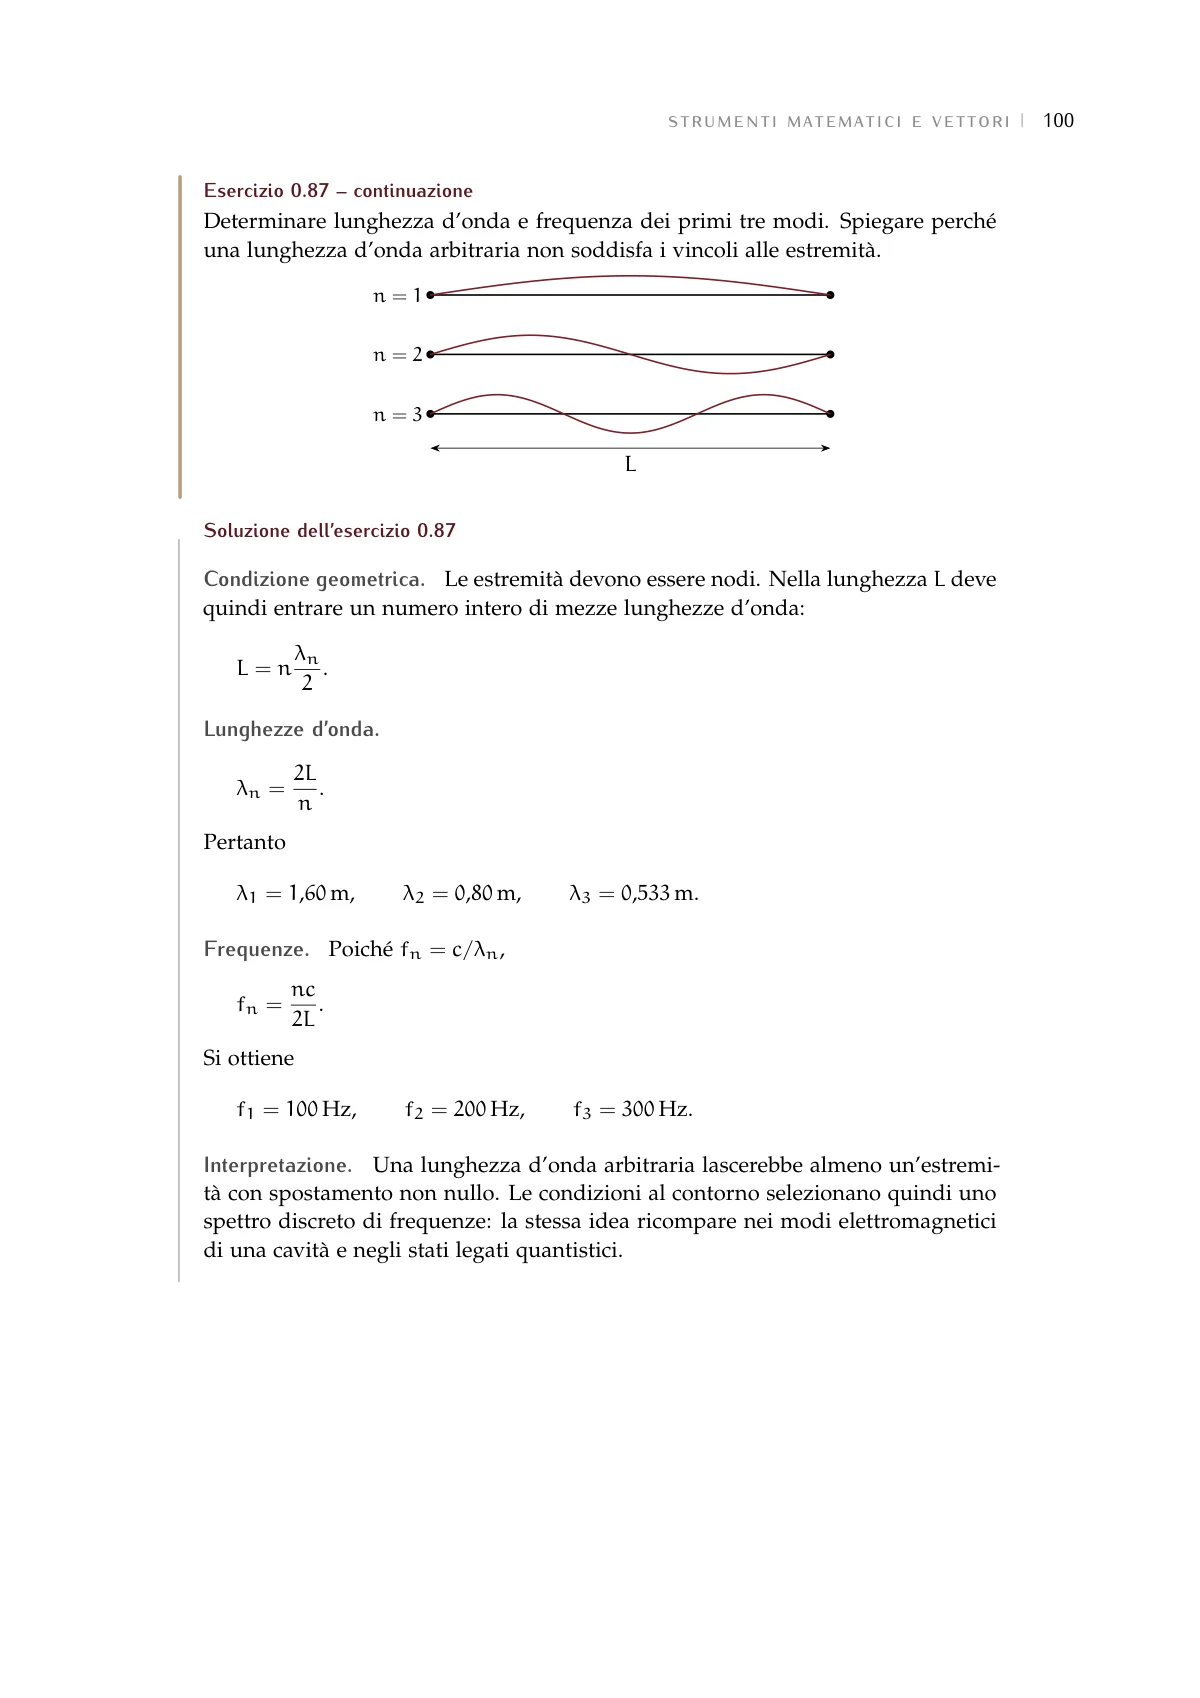 STRUMENTI MATEMATICI E VETTORI | 100
Esercizio 0.87 – continuazione
Determinare lunghezza d'onda e frequenza dei primi tre modi. Spiegare perché
una lunghezza d'onda arbitraria non soddisfa i vincoli alle estremità.
n = 1
n = 2
n = 3
L
Soluzione dell'esercizio 0.87
Condizione geometrica. Le estremità devono essere nodi. Nella lunghezza L deve
quindi entrare un numero intero di mezze lunghezze d'onda:
L = n λₙ/2.
Lunghezze d'onda.
λₙ = 2L/n.
Pertanto
λ₁ = 1,60 m, λ₂ = 0,80 m, λ₃ = 0,533 m.
Frequenze. Poiché fₙ = c/λₙ,
fₙ = nc/2L.
Si ottiene
f₁ = 100 Hz, f₂ = 200 Hz, f₃ = 300 Hz.
Interpretazione. Una lunghezza d'onda arbitraria lascerebbe almeno un'estremi-
tà con spostamento non nullo. Le condizioni al contorno selezionano quindi uno
spettro discreto di frequenze: la stessa idea ricompare nei modi elettromagnetici
di una cavità e negli stati legati quantistici.